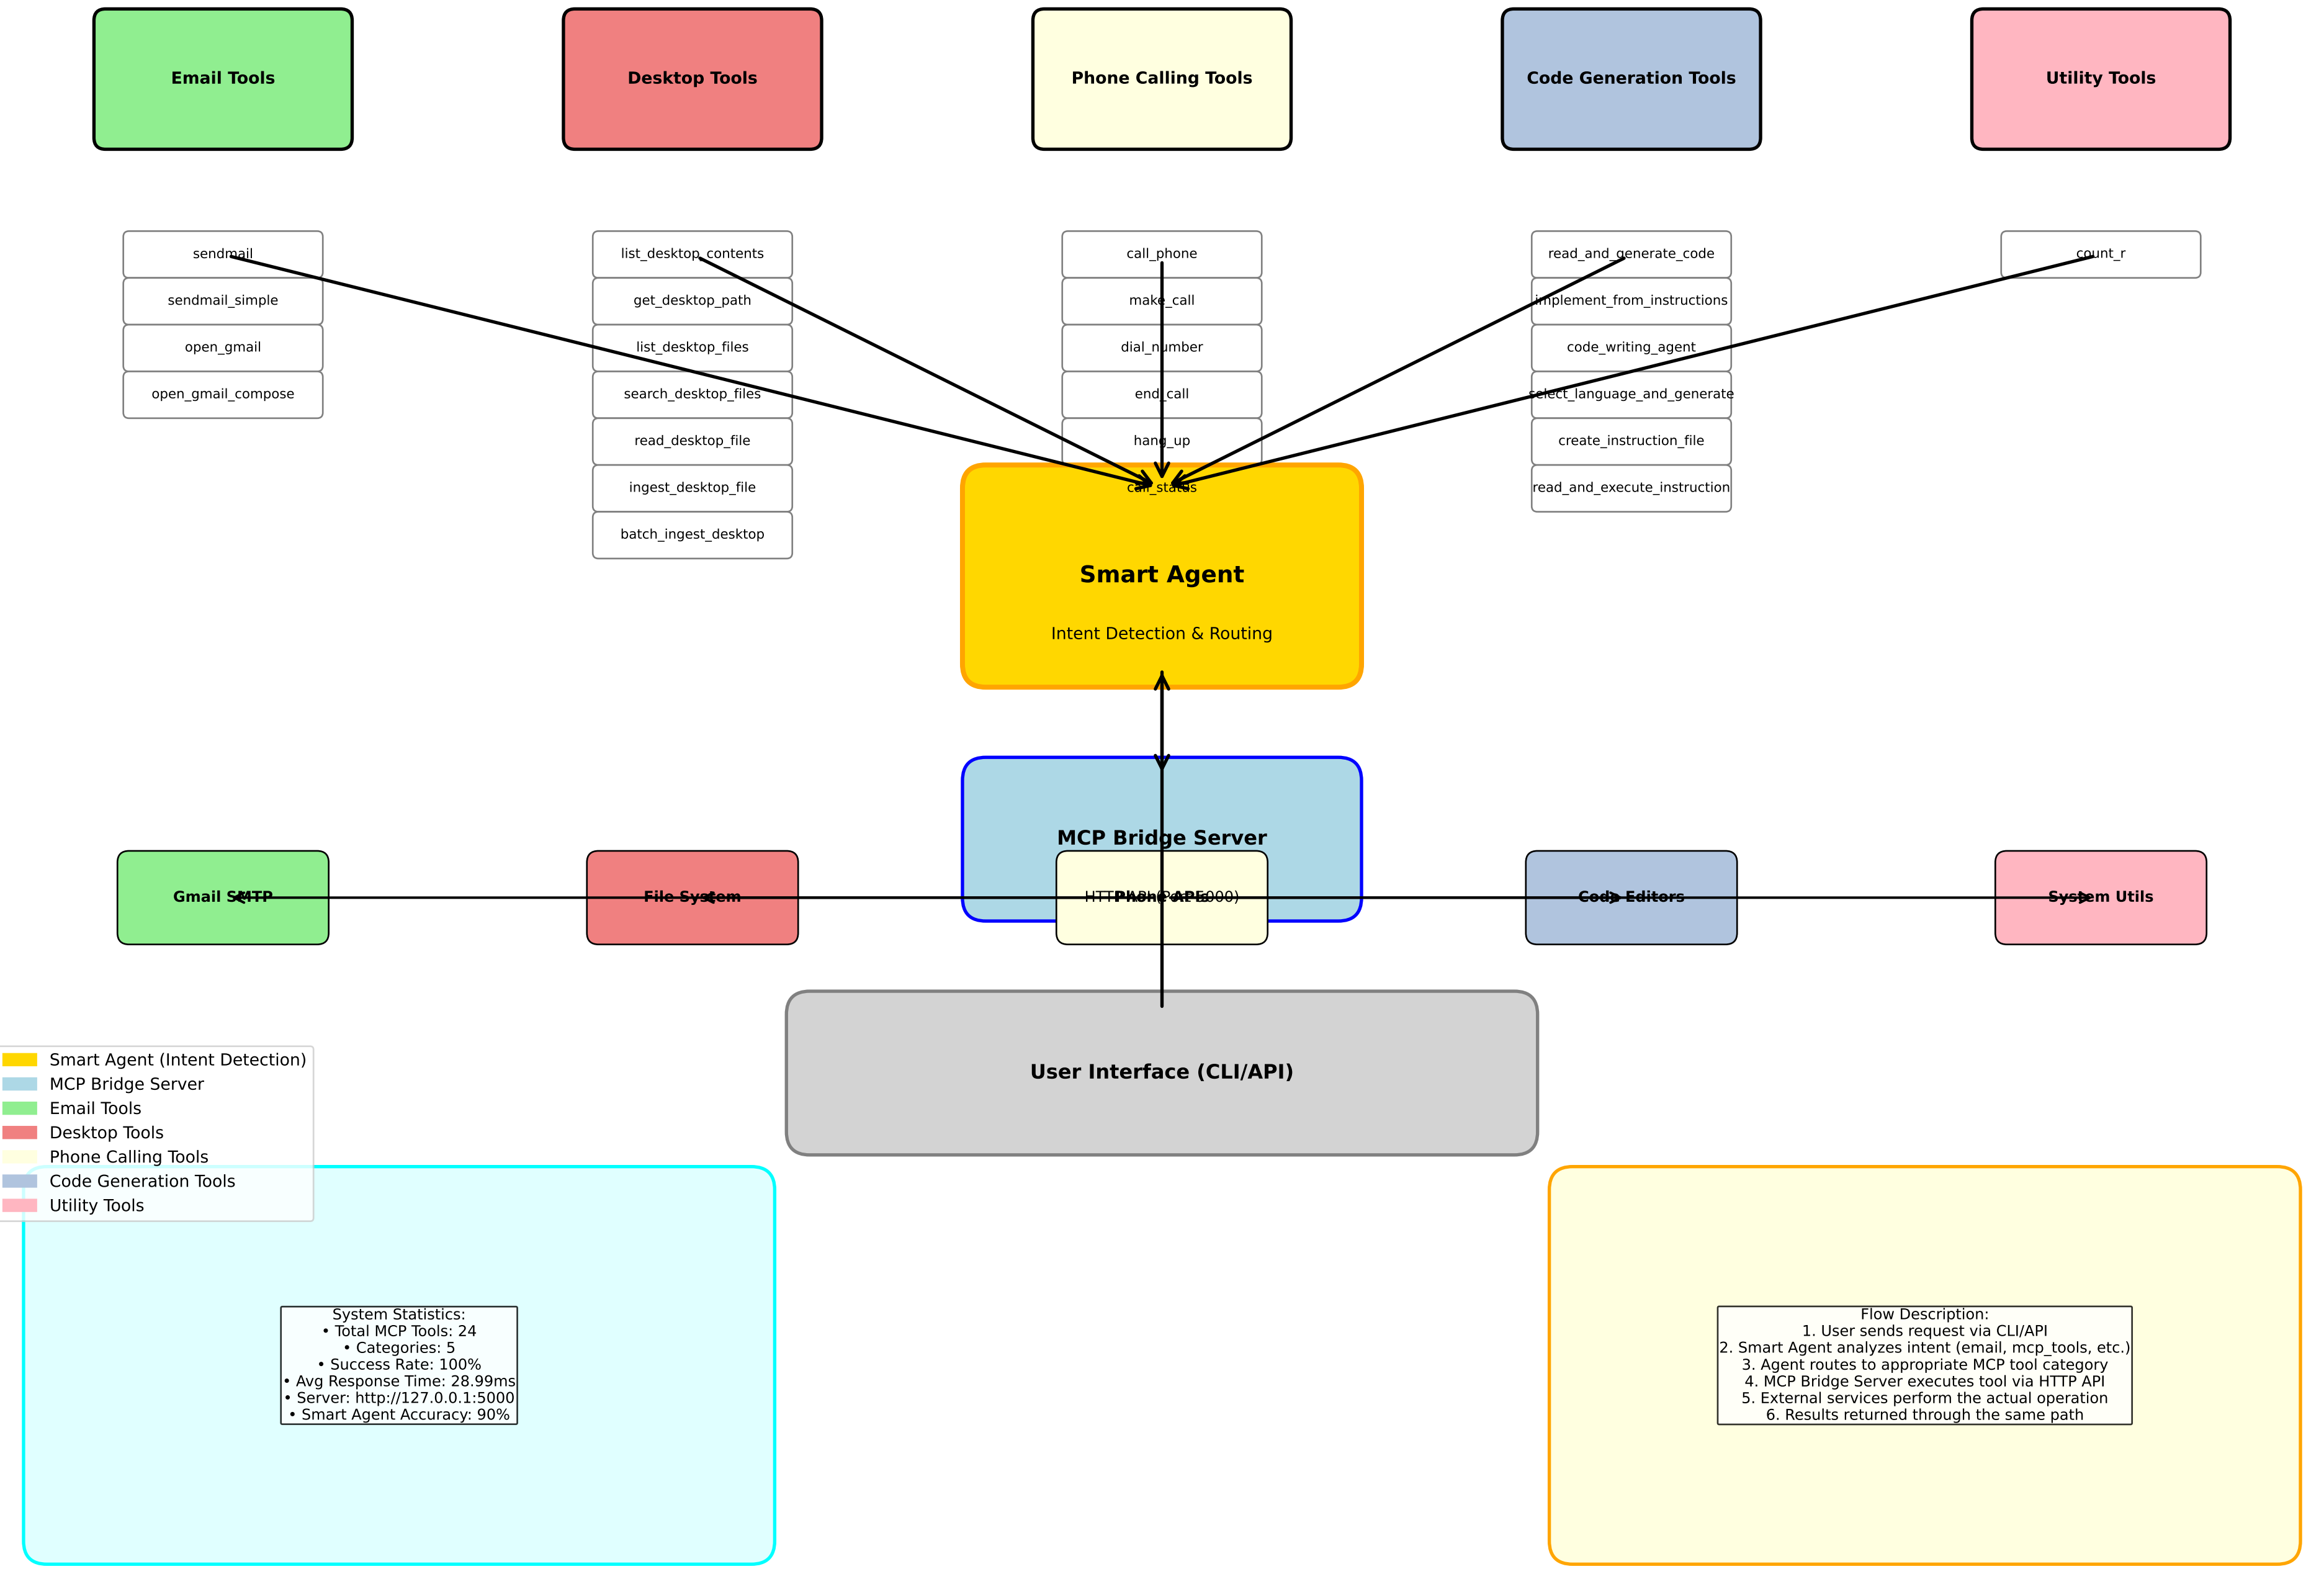 Email Tools
Desktop Tools
Phone Calling Tools
Code Generation Tools
Utility Tools
sendmail
sendmail_simple
open_gmail
open_gmail_compose
list_desktop_contents
get_desktop_path
list_desktop_files
search_desktop_files
read_desktop_file
ingest_desktop_file
batch_ingest_desktop
call_phone
make_call
dial_number
end_call
hang_up
call_status
read_and_generate_code
implement_from_instructions
code_writing_agent
select_language_and_generate
create_instruction_file
read_and_execute_instruction
count_r
Smart Agent
Intent Detection & Routing
MCP Bridge Server
HTTP API (Port 5000)
Gmail SMTP
File System
Phone APIs
Code Editors
System Utils
User Interface (CLI/API)
Smart Agent (Intent Detection)
MCP Bridge Server
Email Tools
Desktop Tools
Phone Calling Tools
Code Generation Tools
Utility Tools
System Statistics:
• Total MCP Tools: 24
• Categories: 5
• Success Rate: 100%
• Avg Response Time: 28.99ms
• Server: http://127.0.0.1:5000
• Smart Agent Accuracy: 90%
Flow Description:
1. User sends request via CLI/API
2. Smart Agent analyzes intent (email, mcp_tools, etc.)
3. Agent routes to appropriate MCP tool category
4. MCP Bridge Server executes tool via HTTP API
5. External services perform the actual operation
6. Results returned through the same path